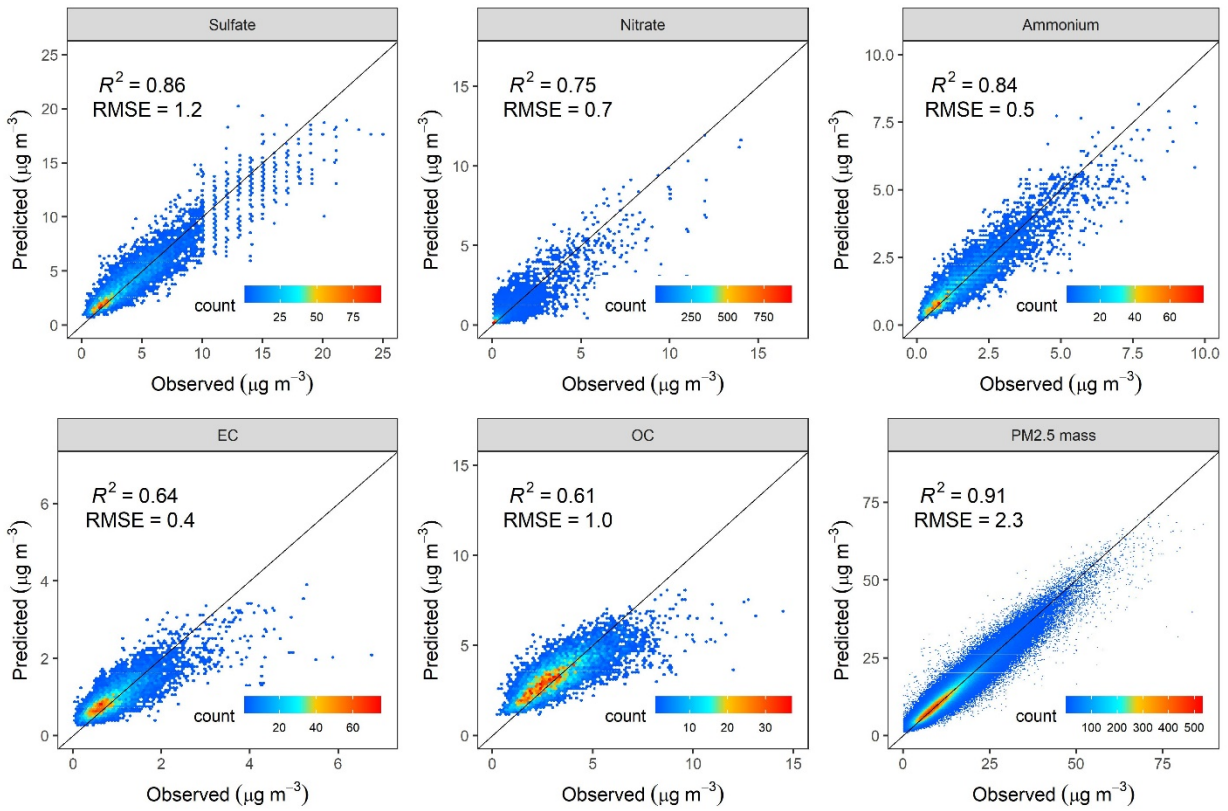 Sulfate
R² = 0.86
RMSE = 1.2
25
20
15
10
5
0
Predicted (μg m⁻³)
count
25 50 75
0 5 10 15 20 25
Observed (μg m⁻³)
Nitrate
R² = 0.75
RMSE = 0.7
15
10
5
0
Predicted (μg m⁻³)
count
250 500 750
0 5 10 15
Observed (μg m⁻³)
Ammonium
R² = 0.84
RMSE = 0.5
10.0
7.5
5.0
2.5
0.0
Predicted (μg m⁻³)
count
20 40 60
0.0 2.5 5.0 7.5 10.0
Observed (μg m⁻³)
EC
R² = 0.64
RMSE = 0.4
6
4
2
0
Predicted (μg m⁻³)
count
20 40 60
0 2 4 6
Observed (μg m⁻³)
OC
R² = 0.61
RMSE = 1.0
15
10
5
0
Predicted (μg m⁻³)
count
10 20 30
0 5 10 15
Observed (μg m⁻³)
PM2.5 mass
R² = 0.91
RMSE = 2.3
75
50
25
0
Predicted (μg m⁻³)
count
100 200 300 400 500
0 25 50 75
Observed (μg m⁻³)